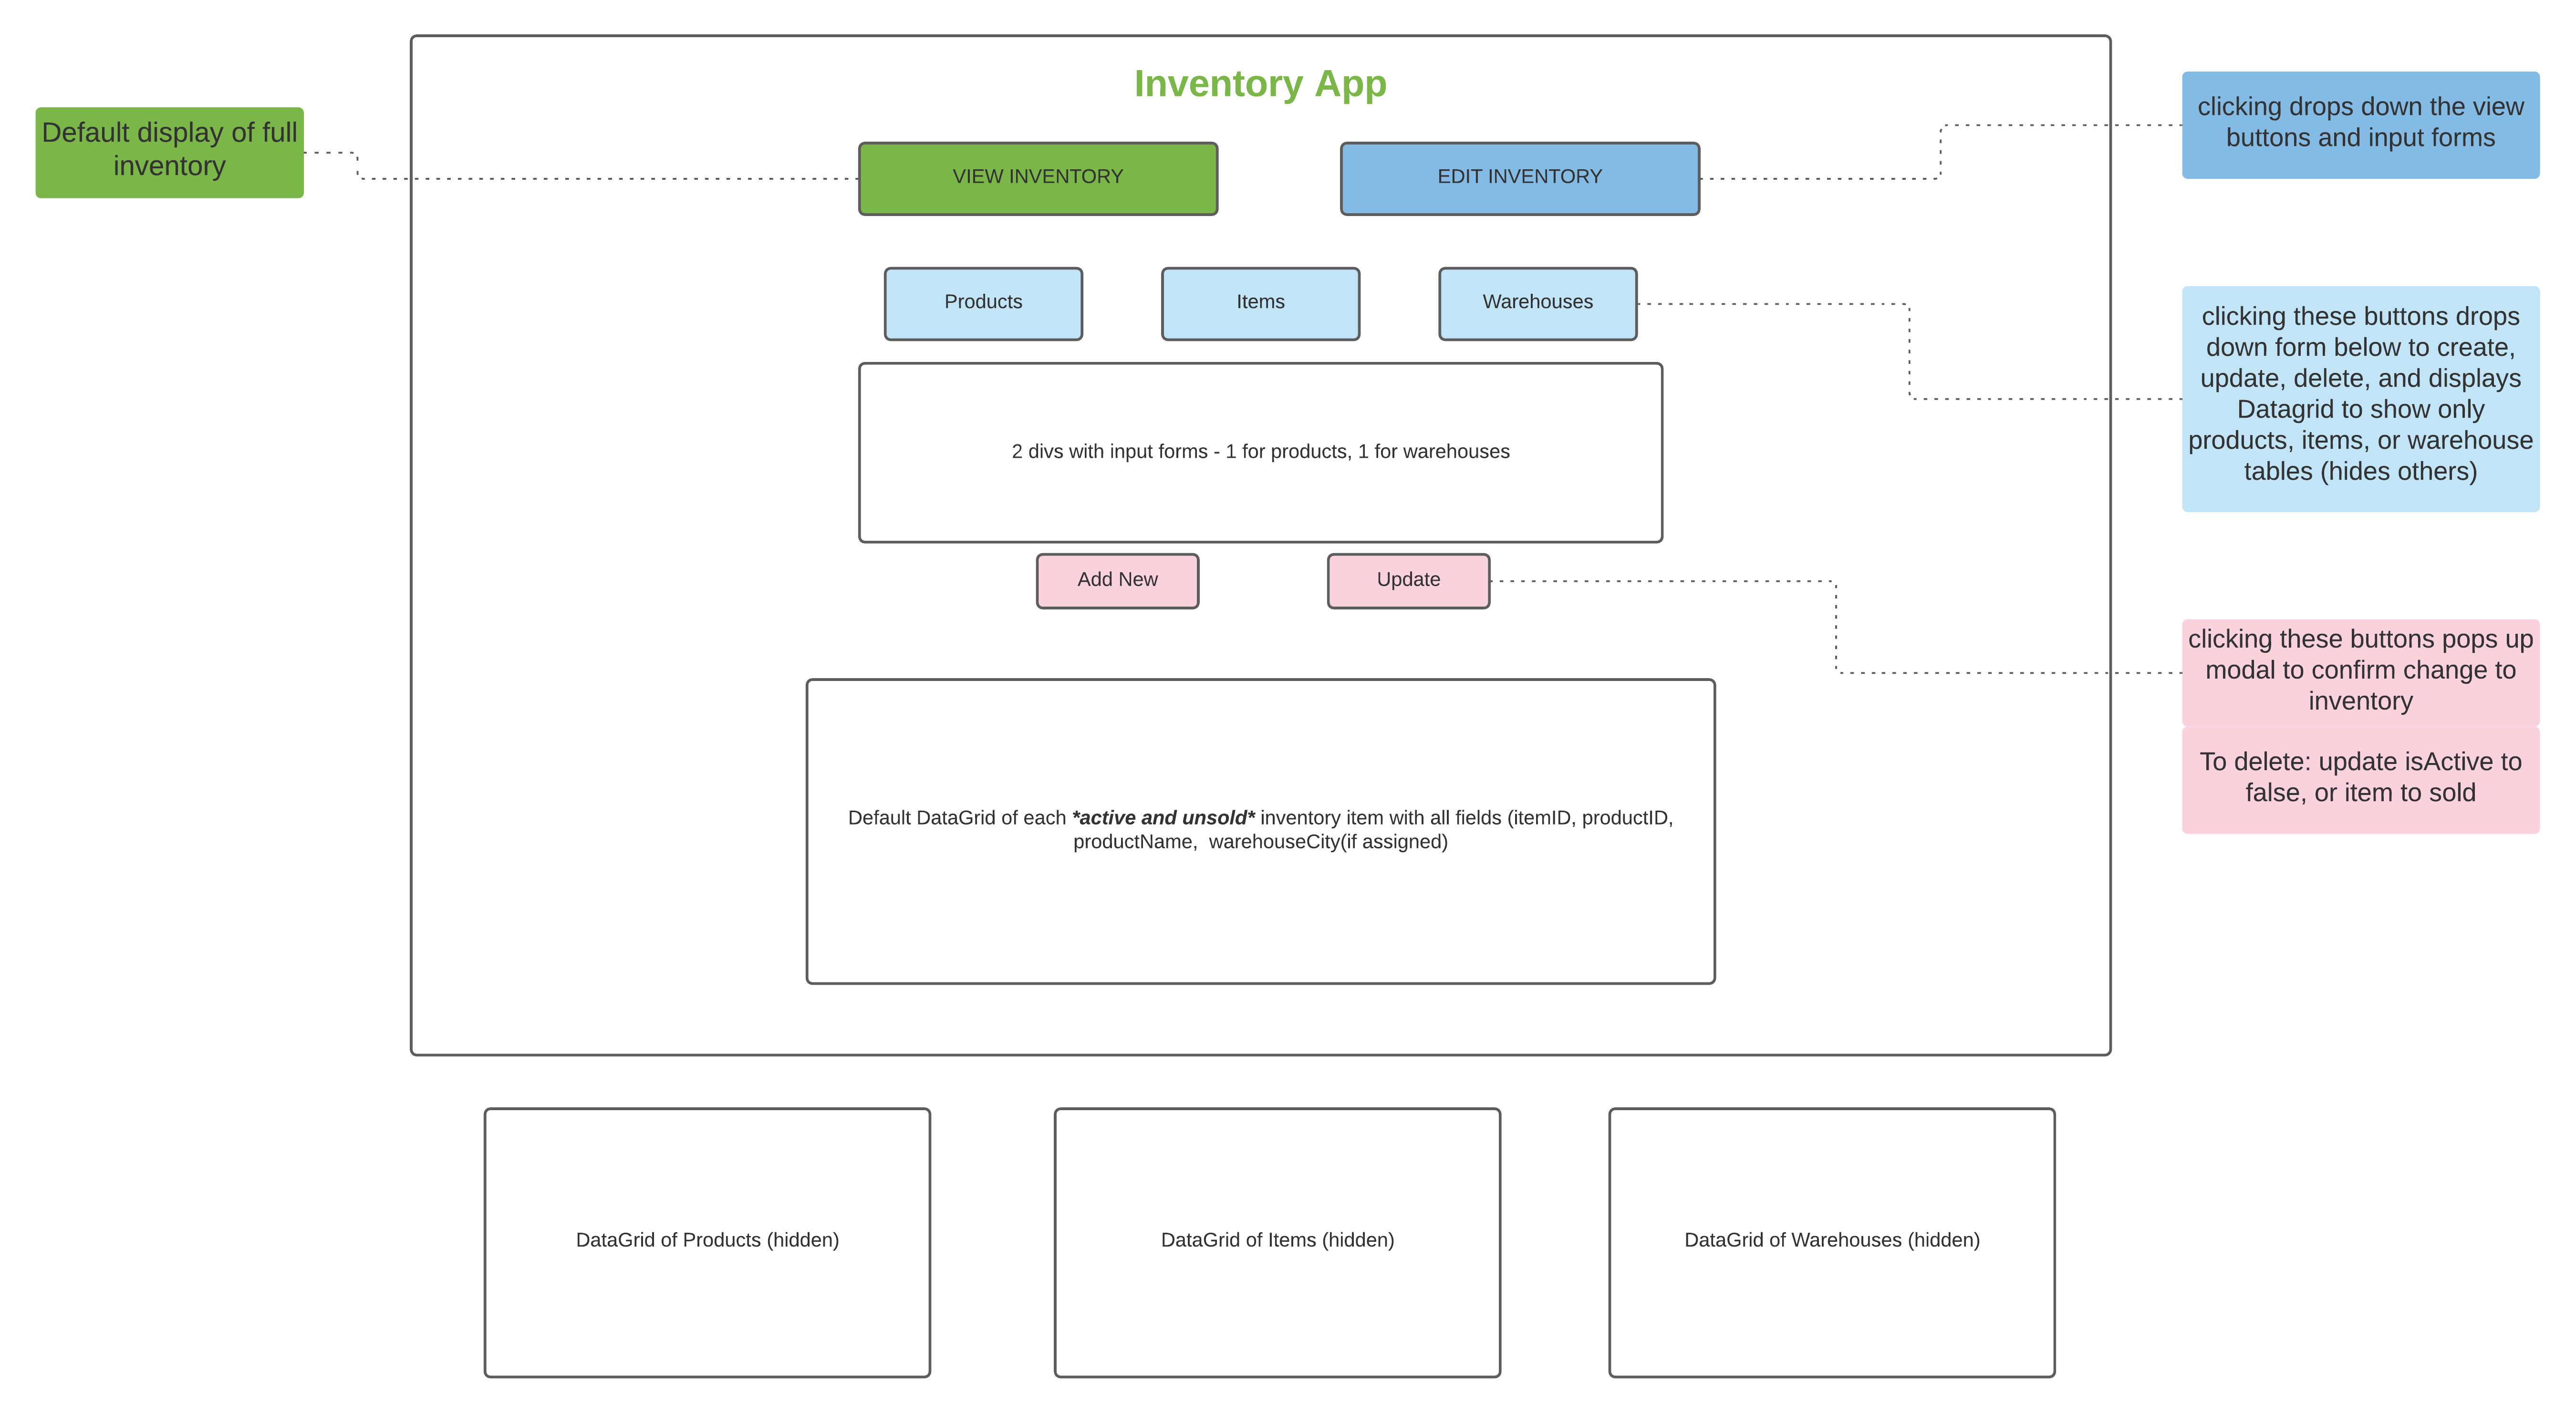 Inventory App
Default display of full
inventory
VIEW INVENTORY
EDIT INVENTORY
clicking drops down the view
buttons and input forms
Products
Items
Warehouses
clicking these buttons drops
down form below to create,
update, delete, and displays
Datagrid to show only
products, items, or warehouse
tables (hides others)
2 divs with input forms - 1 for products, 1 for warehouses
Add New
Update
clicking these buttons pops up
modal to confirm change to
inventory
To delete: update isActive to
false, or item to sold
Default DataGrid of each *active and unsold* inventory item with all fields (itemID, productID,
productName,  warehouseCity(if assigned)
DataGrid of Products (hidden)
DataGrid of Items (hidden)
DataGrid of Warehouses (hidden)